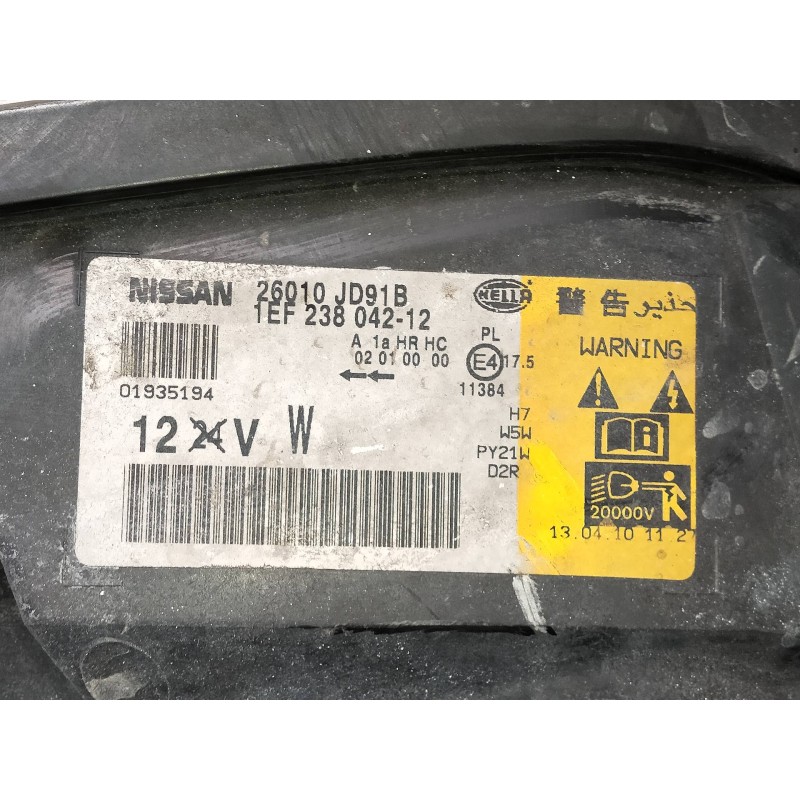 NISSAN 26010 JD91B HELLA
1EF 238 042-12
A 1a HR HC PL
02 01 00 00 E4 17.5
11384
01935194
12 24 V W
H7
W5W
PY21W
D2R
警告 تحذير
WARNING
i
20000V
13.04.10 11 2